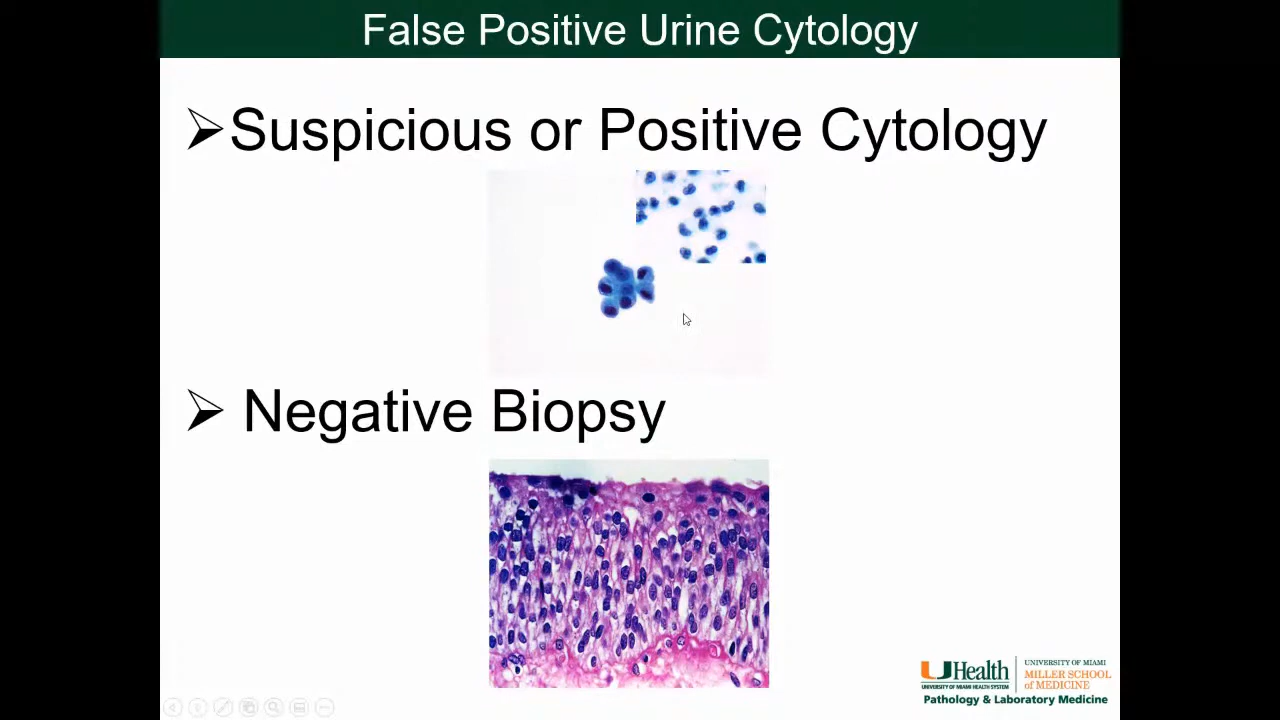 False Positive Urine Cytology
Suspicious or Positive Cytology
Negative Biopsy
UHealth
UNIVERSITY OF MIAMI HEALTH SYSTEM
UNIVERSITY OF MIAMI
MILLER SCHOOL
of MEDICINE
Pathology & Laboratory Medicine